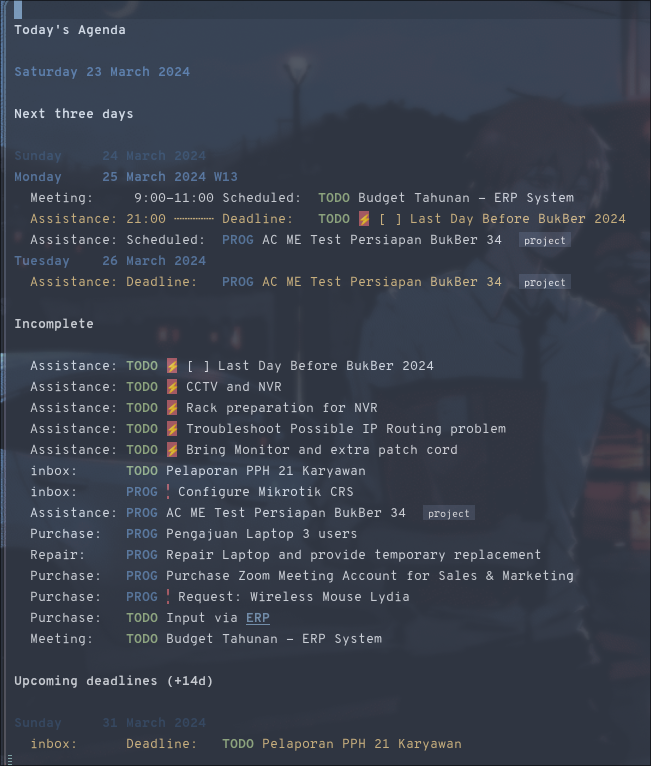 Today's Agenda
Saturday 23 March 2024
Next three days
Sunday 24 March 2024
Monday 25 March 2024 W13
Meeting: 9:00-11:00 Scheduled: TODO Budget Tahunan - ERP System
Assistance: 21:00 ┄┄┄┄┄ Deadline: TODO ⚡ [ ] Last Day Before BukBer 2024
Assistance: Scheduled: PROG AC ME Test Persiapan BukBer 34 project
Tuesday 26 March 2024
Assistance: Deadline: PROG AC ME Test Persiapan BukBer 34 project
Incomplete
Assistance: TODO ⚡ [ ] Last Day Before BukBer 2024
Assistance: TODO ⚡ CCTV and NVR
Assistance: TODO ⚡ Rack preparation for NVR
Assistance: TODO ⚡ Troubleshoot Possible IP Routing problem
Assistance: TODO ⚡ Bring Monitor and extra patch cord
inbox: TODO Pelaporan PPH 21 Karyawan
inbox: PROG ! Configure Mikrotik CRS
Assistance: PROG AC ME Test Persiapan BukBer 34 project
Purchase: PROG Pengajuan Laptop 3 users
Repair: PROG Repair Laptop and provide temporary replacement
Purchase: PROG Purchase Zoom Meeting Account for Sales & Marketing
Purchase: PROG ! Request: Wireless Mouse Lydia
Purchase: TODO Input via ERP
Meeting: TODO Budget Tahunan - ERP System
Upcoming deadlines (+14d)
Sunday 31 March 2024
inbox: Deadline: TODO Pelaporan PPH 21 Karyawan